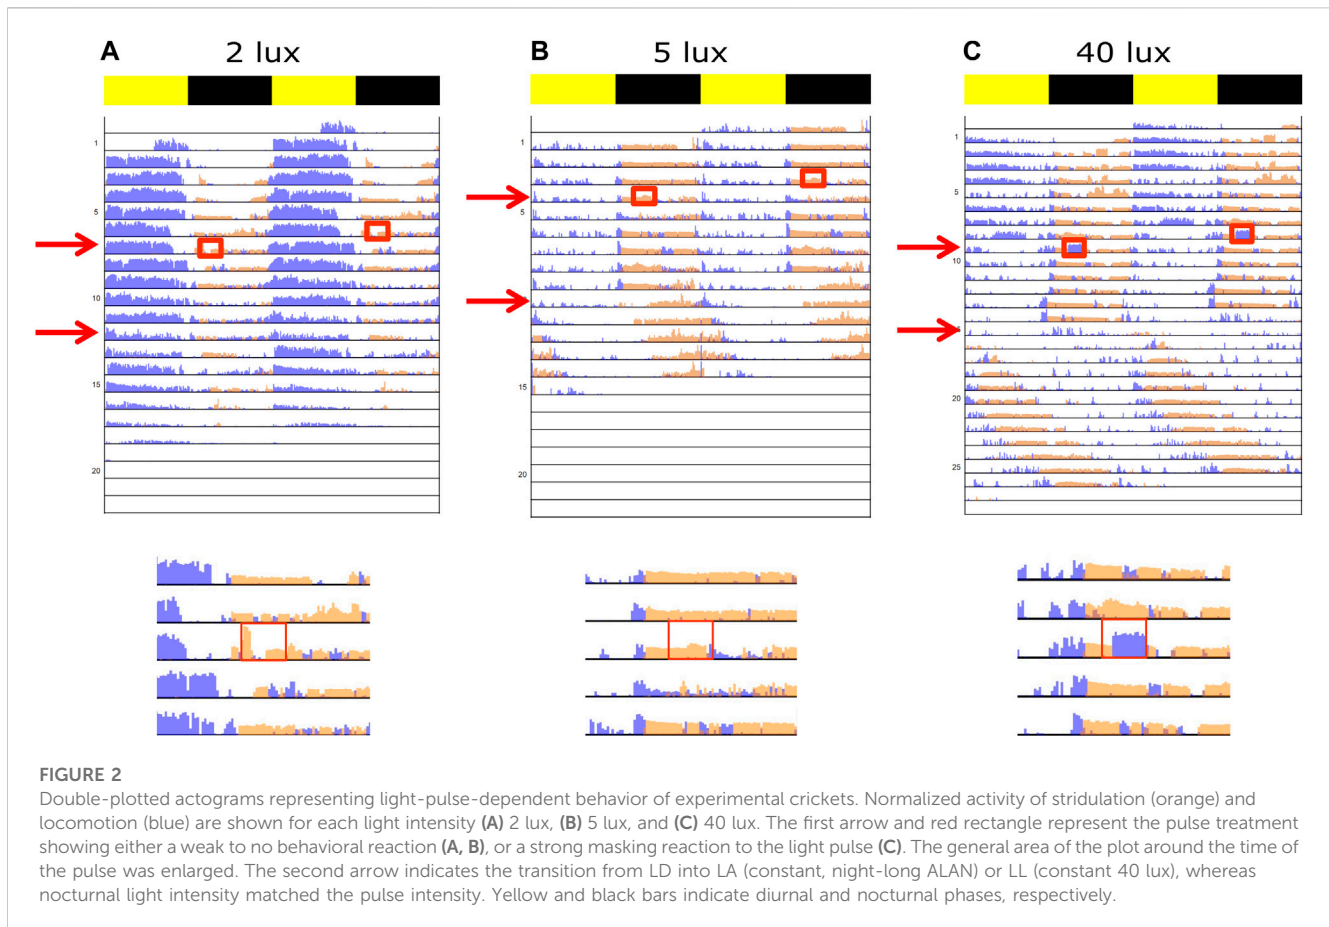 A
2 lux
B
5 lux
C
40 lux
1
5
10
15
20
1
5
10
15
20
1
5
10
20
25
FIGURE 2
Double-plotted actograms representing light-pulse-dependent behavior of experimental crickets. Normalized activity of stridulation (orange) and
locomotion (blue) are shown for each light intensity (A) 2 lux, (B) 5 lux, and (C) 40 lux. The first arrow and red rectangle represent the pulse treatment
showing either a weak to no behavioral reaction (A, B), or a strong masking reaction to the light pulse (C). The general area of the plot around the time of
the pulse was enlarged. The second arrow indicates the transition from LD into LA (constant, night-long ALAN) or LL (constant 40 lux), whereas
nocturnal light intensity matched the pulse intensity. Yellow and black bars indicate diurnal and nocturnal phases, respectively.